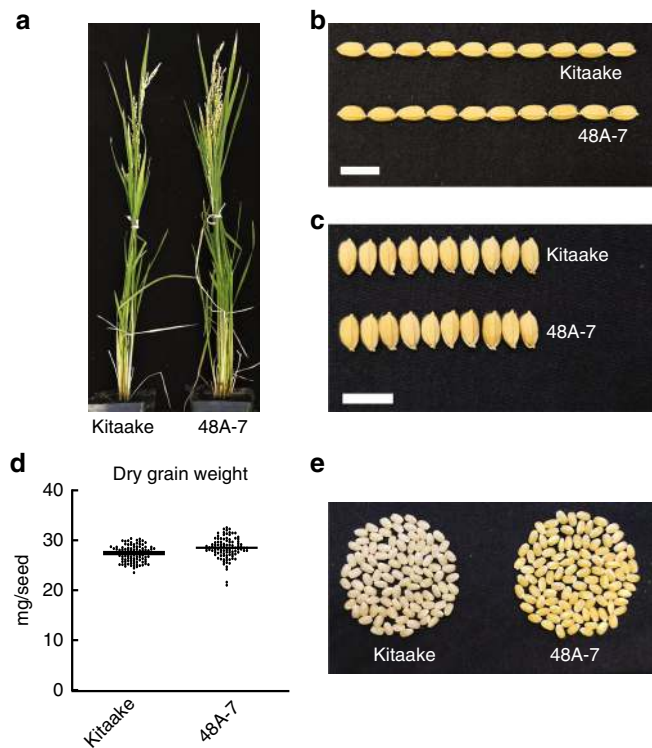 a
Kitaake 48A-7
b
Kitaake
48A-7
c
Kitaake
48A-7
d
Dry grain weight
mg/seed
40
30
20
10
0
Kitaake
48A-7
e
Kitaake 48A-7